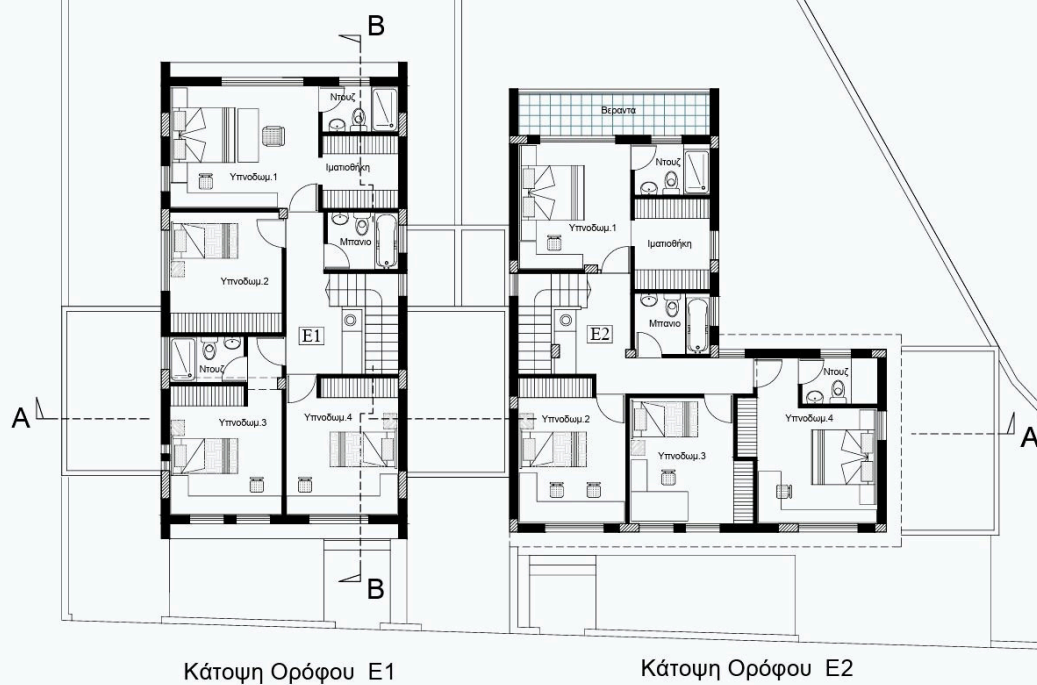 B
Ντουζ
Υπνοδωμ.1
Ιματιοθήκη
Μπανιο
Υπνοδωμ.2
E1
Ντουζ
Υπνοδωμ.3
Υπνοδωμ.4
A
B
Βεραντα
Ντουζ
Υπνοδωμ.1
Ιματιοθήκη
Μπανιο
E2
Υπνοδωμ.2
Υπνοδωμ.3
Ντουζ
Υπνοδωμ.4
A
Κάτοψη Ορόφου E1
Κάτοψη Ορόφου E2